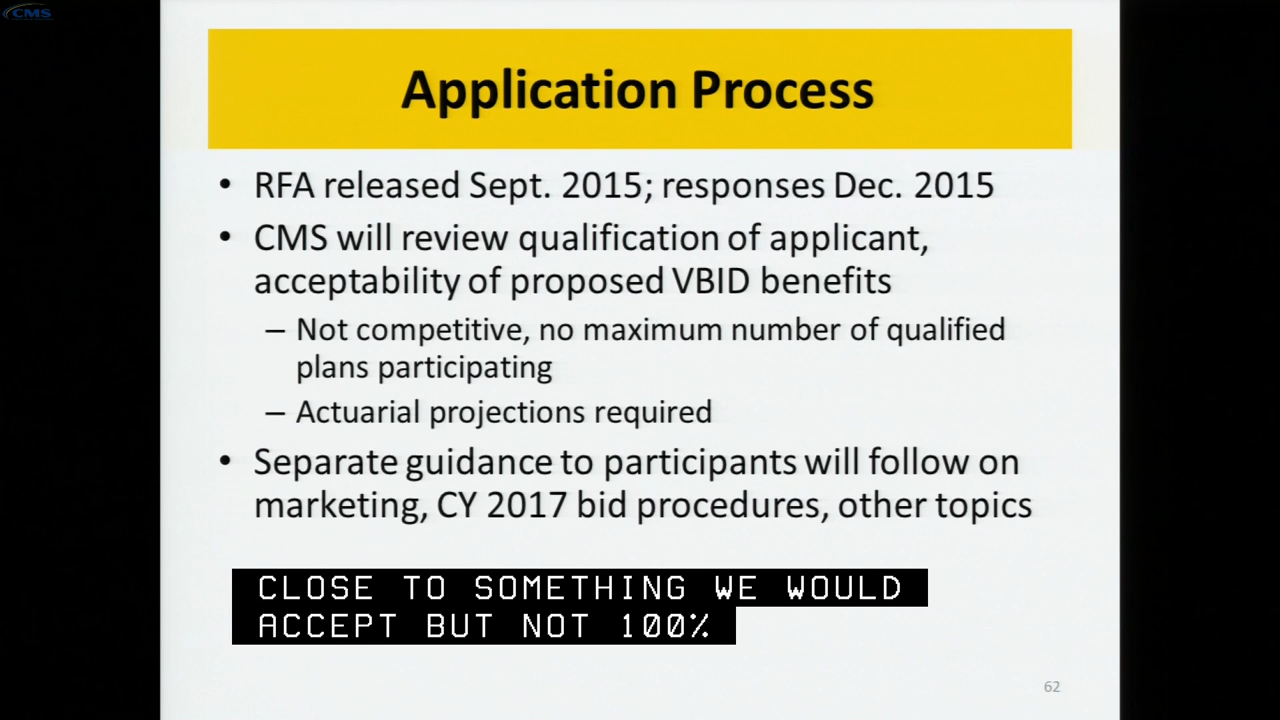 CMS
Application Process
• RFA released Sept. 2015; responses Dec. 2015
• CMS will review qualification of applicant,
acceptability of proposed VBID benefits
– Not competitive, no maximum number of qualified
plans participating
– Actuarial projections required
• Separate guidance to participants will follow on
marketing, CY 2017 bid procedures, other topics
CLOSE TO SOMETHING WE WOULD
ACCEPT BUT NOT 100%
62